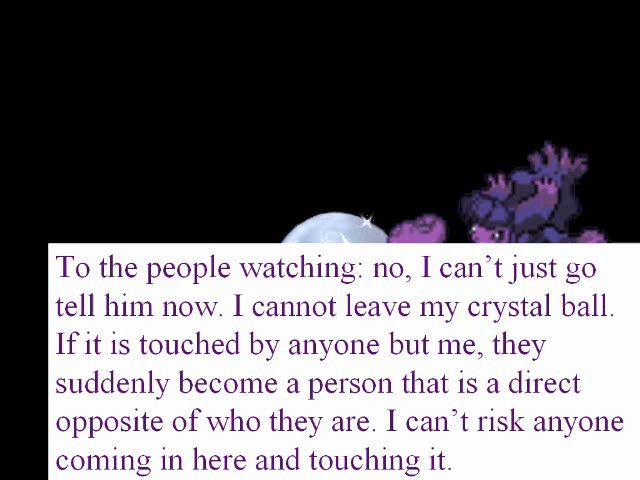 To the people watching: no, I can’t just go
tell him now. I cannot leave my crystal ball.
If it is touched by anyone but me, they
suddenly become a person that is a direct
opposite of who they are. I can’t risk anyone
coming in here and touching it.